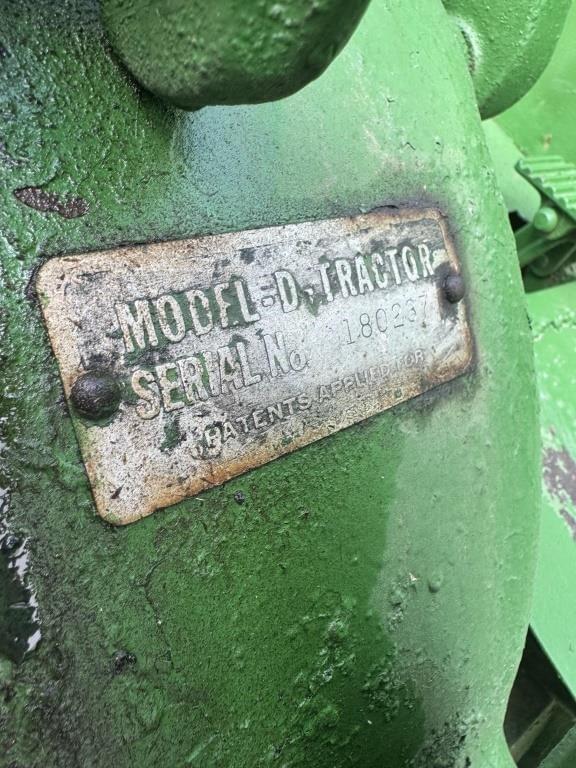 MODEL-D-TRACTOR
SERIAL No. 180237
PATENTS APPLIED FOR